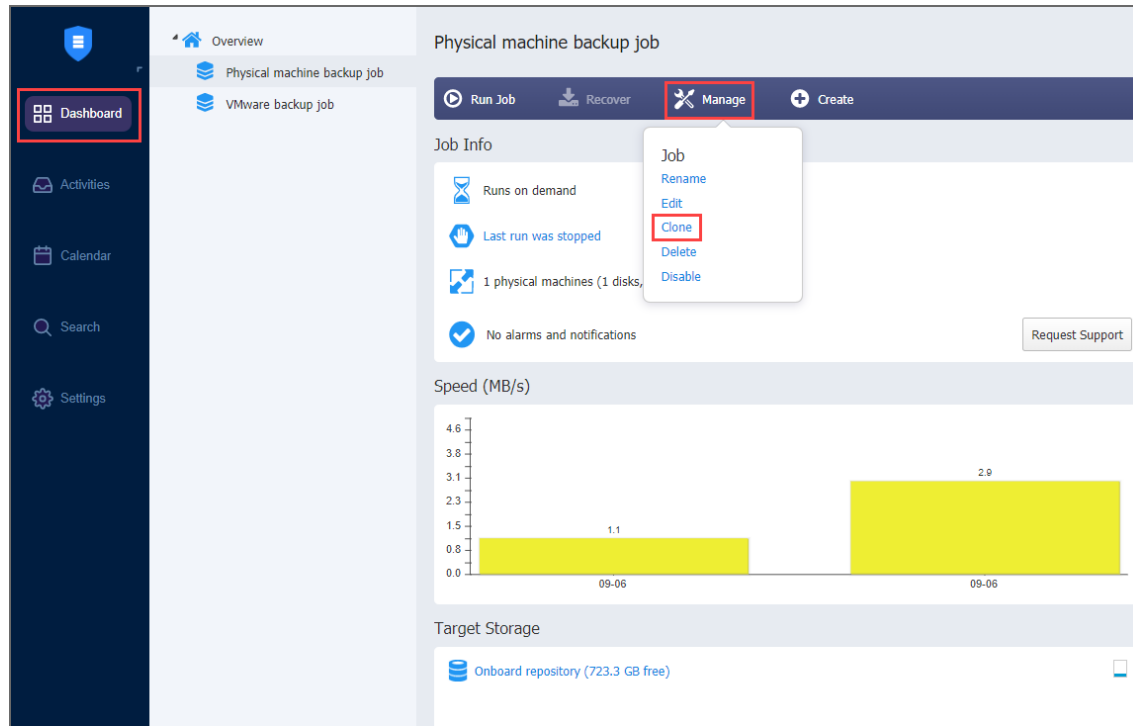 Dashboard
Activities
Calendar
Search
Settings
Overview
Physical machine backup job
VMware backup job
Physical machine backup job
Run Job
Recover
Manage
Create
Job Info
Runs on demand
Last run was stopped
1 physical machines (1 disks,
No alarms and notifications
Request Support
Job
Rename
Edit
Clone
Delete
Disable
Speed (MB/s)
4.6
3.8
3.1
2.3
1.5
0.8
0.0
1.1
2.9
09-06
09-06
Target Storage
Onboard repository (723.3 GB free)